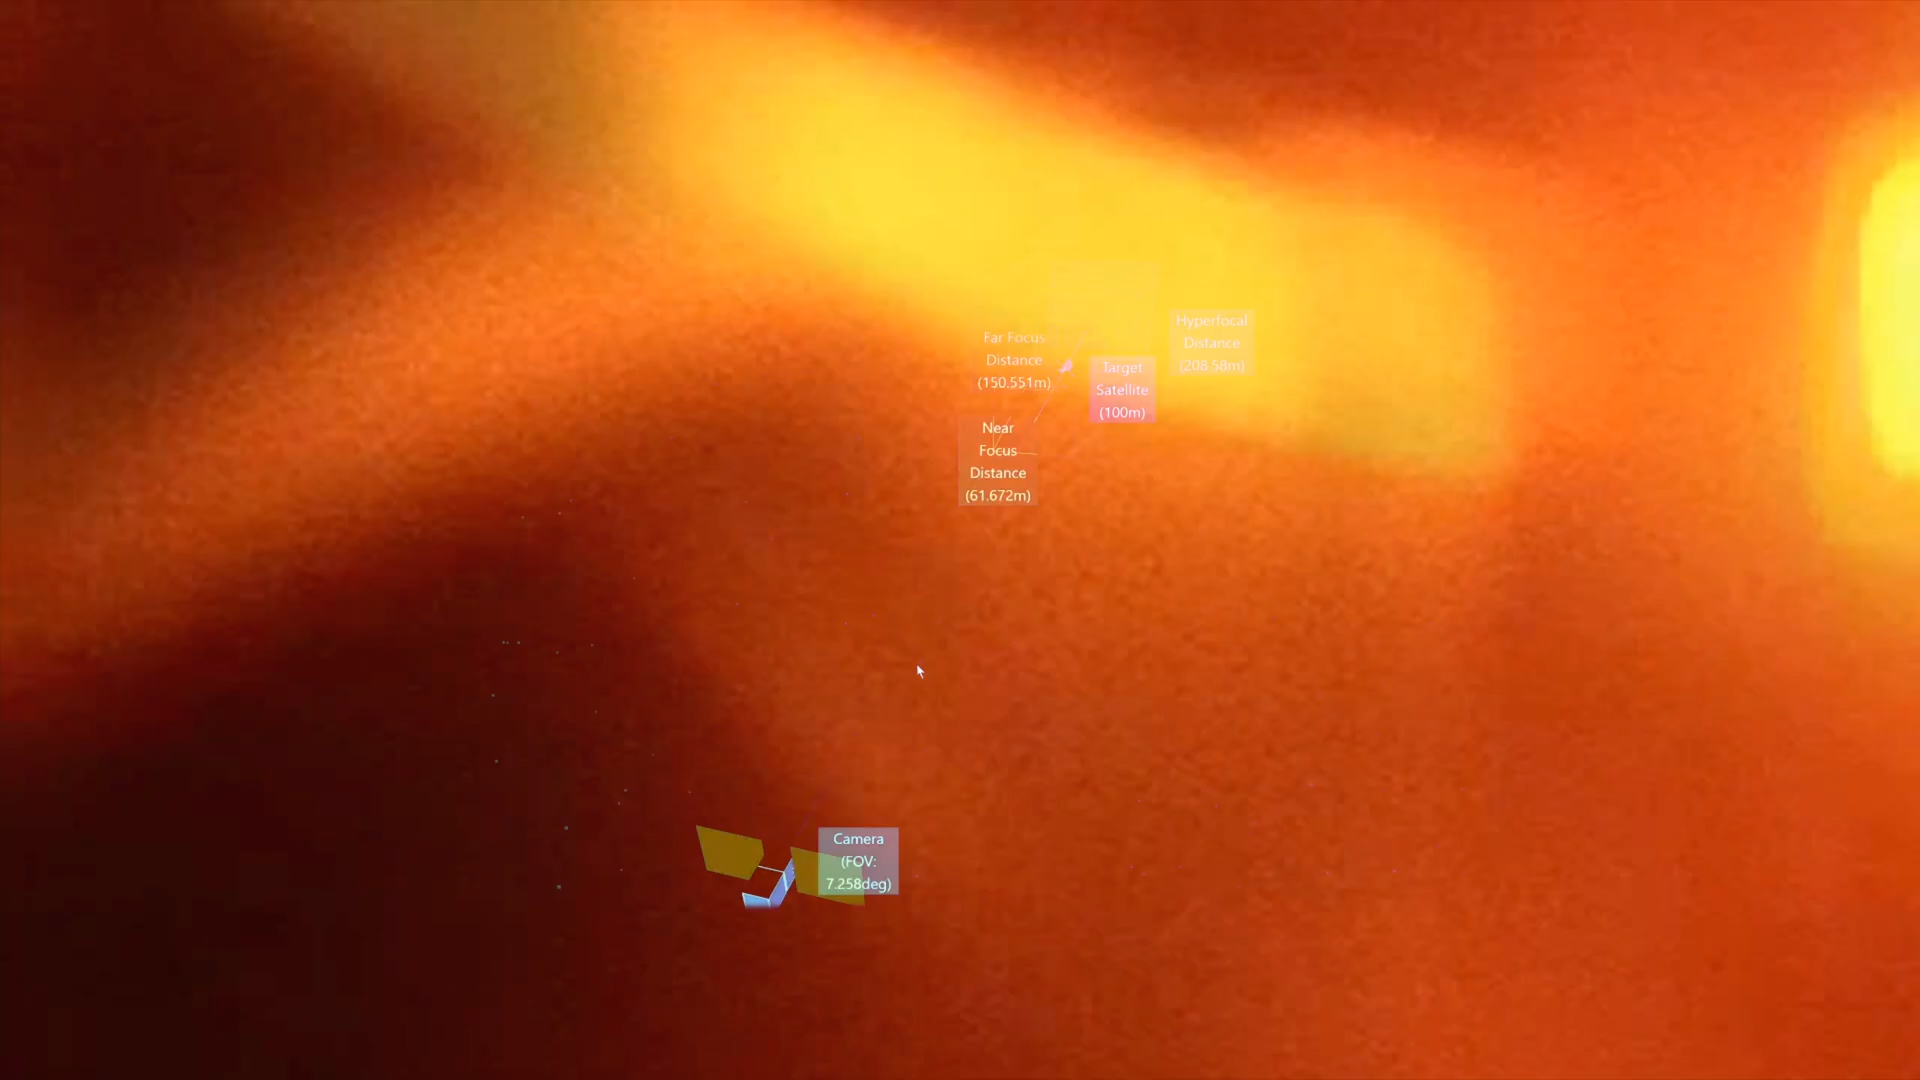 Hyperfocal
Distance
(208.58m)
Far Focus
Distance
(150.551m)
Target
Satellite
(100m)
Near
Focus
Distance
(61.672m)
Camera
(FOV:
7.258deg)